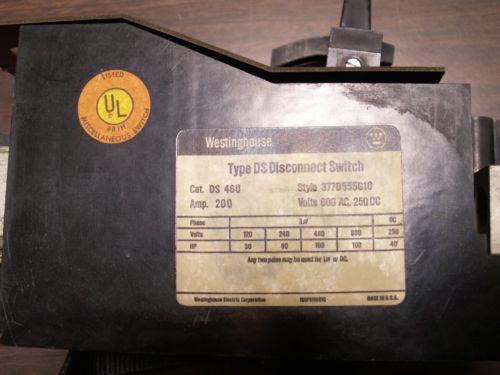 LISTED
UL
MISCELLANEOUS SWITCH
Westinghouse
Type DS Disconnect Switch
Cat. DS 46U Style 377D555G10
Amp. 200 Volts 600 AC, 250 DC
Phase 3ø DC
Volts 120 240 480 600 250
HP 30 60 100 100 40
Any two poles may be used for 1ø or DC.
Westinghouse Electric Corporation MADE IN U.S.A.